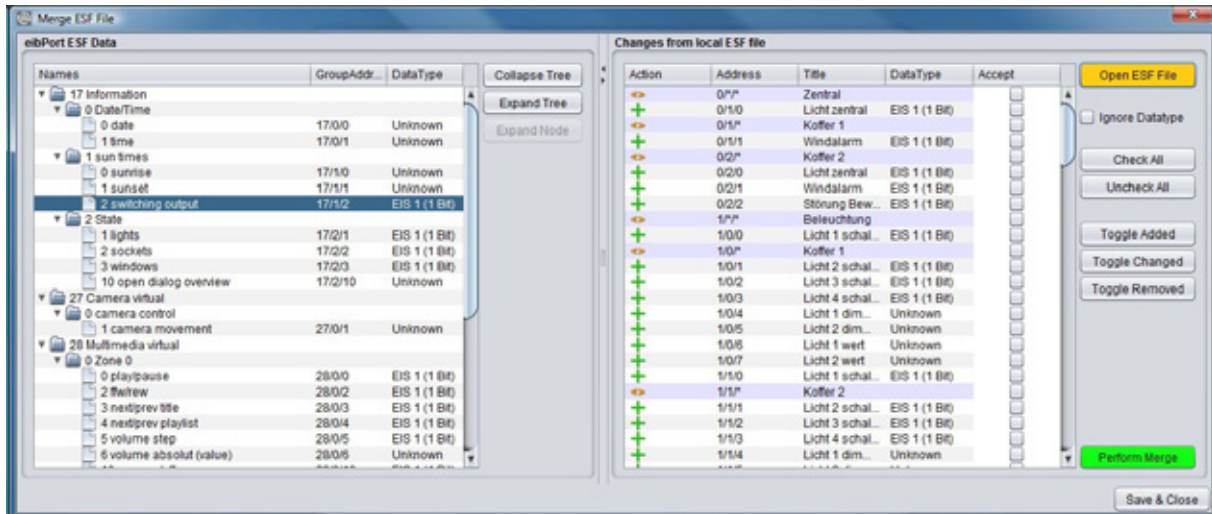 Merge ESF File
eibPort ESF Data
Names GroupAddr... DataType
17 Information
0 Date/Time
0 date 17/0/0 Unknown
1 time 17/0/1 Unknown
1 sun times
0 sunrise 17/1/0 Unknown
1 sunset 17/1/1 Unknown
2 switching output 17/1/2 EIS 1 (1 Bit)
2 State
1 lights 17/2/1 EIS 1 (1 Bit)
2 sockets 17/2/2 EIS 1 (1 Bit)
3 windows 17/2/3 EIS 1 (1 Bit)
10 open dialog overview 17/2/10 Unknown
27 Camera virtual
0 camera control
1 camera movement 27/0/1 Unknown
28 Multimedia virtual
0 Zone 0
0 play/pause 28/0/0 EIS 1 (1 Bit)
2 ffw/rew 28/0/2 EIS 1 (1 Bit)
3 next/prev title 28/0/3 EIS 1 (1 Bit)
4 next/prev playlist 28/0/4 EIS 1 (1 Bit)
5 volume step 28/0/5 EIS 1 (1 Bit)
6 volume absolut (value) 28/0/6 Unknown
Collapse Tree
Expand Tree
Expand Node
Changes from local ESF file
Action Address Title DataType Accept
0/*/* Zentral
0/1/0 Licht zentral EIS 1 (1 Bit)
0/1/* Koffer 1
0/1/1 Windalarm EIS 1 (1 Bit)
0/2/* Koffer 2
0/2/0 Licht zentral EIS 1 (1 Bit)
0/2/1 Windalarm EIS 1 (1 Bit)
0/2/2 Störung Bew... EIS 1 (1 Bit)
1/*/* Beleuchtung
1/0/0 Licht 1 schal... EIS 1 (1 Bit)
1/0/* Koffer 1
1/0/1 Licht 2 schal... EIS 1 (1 Bit)
1/0/2 Licht 3 schal... EIS 1 (1 Bit)
1/0/3 Licht 4 schal... EIS 1 (1 Bit)
1/0/4 Licht 1 dim... Unknown
1/0/5 Licht 2 dim... Unknown
1/0/6 Licht 1 wert Unknown
1/0/7 Licht 2 wert Unknown
1/1/0 Licht 1 schal... EIS 1 (1 Bit)
1/1/* Koffer 2
1/1/1 Licht 2 schal... EIS 1 (1 Bit)
1/1/2 Licht 3 schal... EIS 1 (1 Bit)
1/1/3 Licht 4 schal... EIS 1 (1 Bit)
1/1/4 Licht 1 dim... Unknown
Open ESF File
Ignore Datatype
Check All
Uncheck All
Toggle Added
Toggle Changed
Toggle Removed
Perform Merge
Save & Close